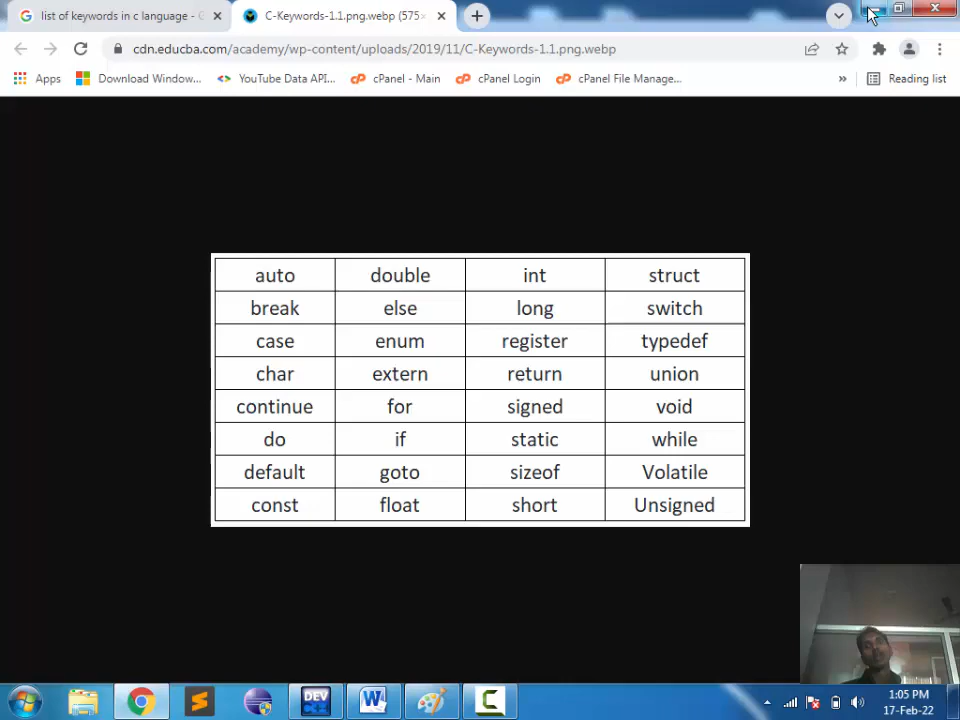 list of keywords in c language - G
C-Keywords-1.1.png.webp (575×
cdn.educba.com/academy/wp-content/uploads/2019/11/C-Keywords-1.1.png.webp
Apps Download Window... YouTube Data API... cPanel - Main cPanel Login cPanel File Manage... » Reading list
auto double int struct
break else long switch
case enum register typedef
char extern return union
continue for signed void
do if static while
default goto sizeof Volatile
const float short Unsigned
DEV
C++
1:05 PM
17-Feb-22